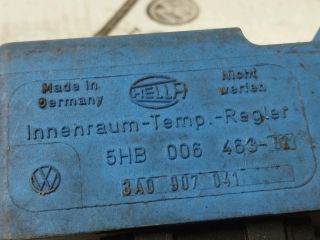 Made in
Germany
HELLA
Nicht
werfen
Innenraum-Temp.-Regler
5HB 006 463-
3A0 907 041